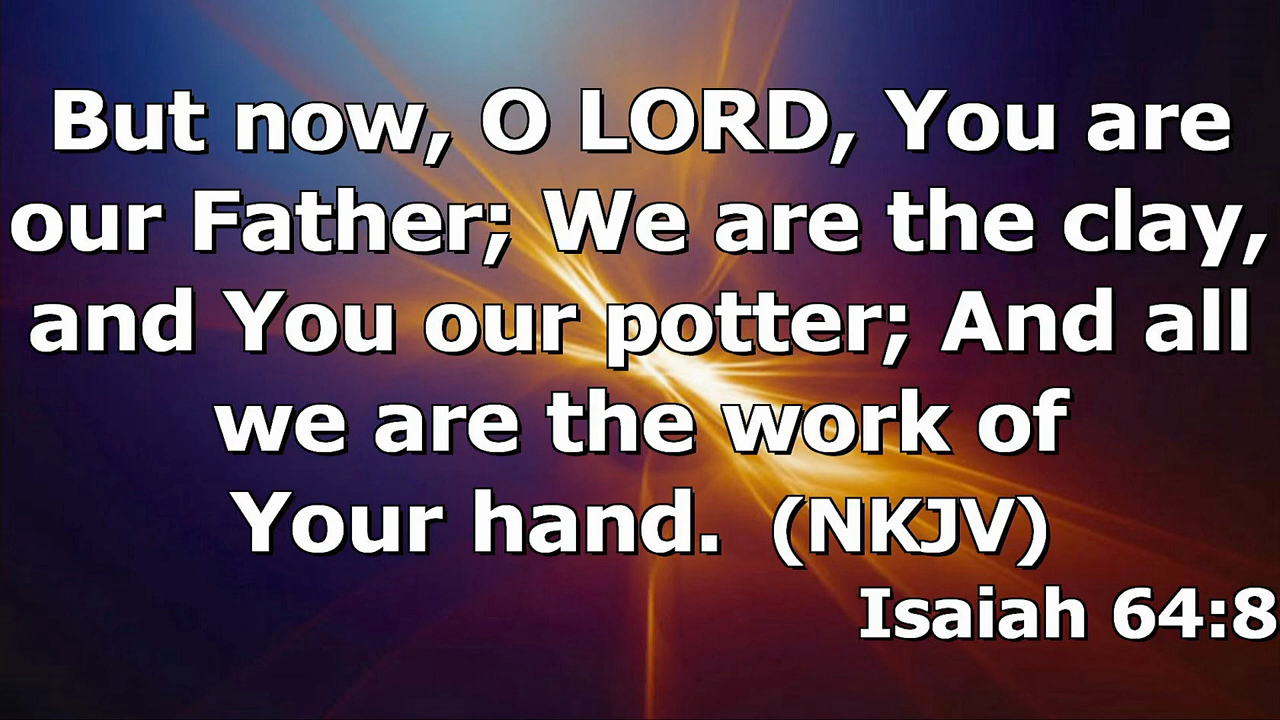 But now, O LORD, You are
our Father; We are the clay,
and You our potter; And all
we are the work of
Your hand. (NKJV)
Isaiah 64:8